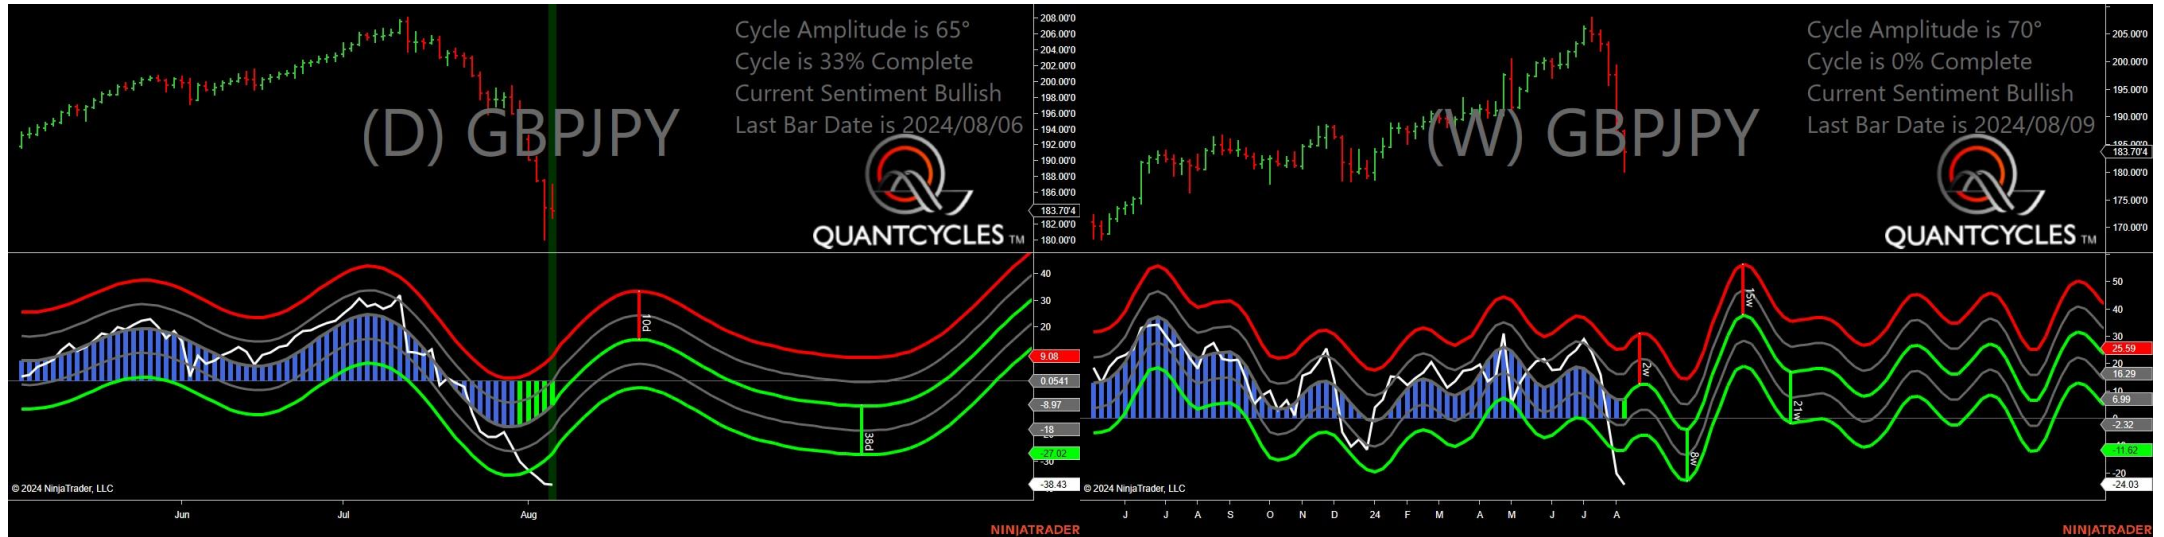 Cycle Amplitude is 65°
Cycle is 33% Complete
Current Sentiment Bullish
Last Bar Date is 2024/08/06
(D) GBPJPY
QUANTCYCLES TM
208.00'0
206.00'0
204.00'0
202.00'0
200.00'0
198.00'0
196.00'0
194.00'0
192.00'0
190.00'0
188.00'0
186.00'0
183.70'4
182.00'0
180.00'0
10d
38d
40
30
20
9.08
0.0541
-8.97
-18
-27.02
-30
-38.43
© 2024 NinjaTrader, LLC
Jun
Jul
Aug
NINJATRADER
Cycle Amplitude is 70°
Cycle is 0% Complete
Current Sentiment Bullish
Last Bar Date is 2024/08/09
(W) GBPJPY
QUANTCYCLES TM
205.00'0
200.00'0
195.00'0
190.00'0
185.00'0
183.70'4
180.00'0
175.00'0
170.00'0
2w
8w
15w
21w
50
40
30
25.59
20
16.29
10
6.99
0
-2.32
-11.62
-20
-24.03
© 2024 NinjaTrader, LLC
J J A S O N D 24 F M A M J J A
NINJATRADER